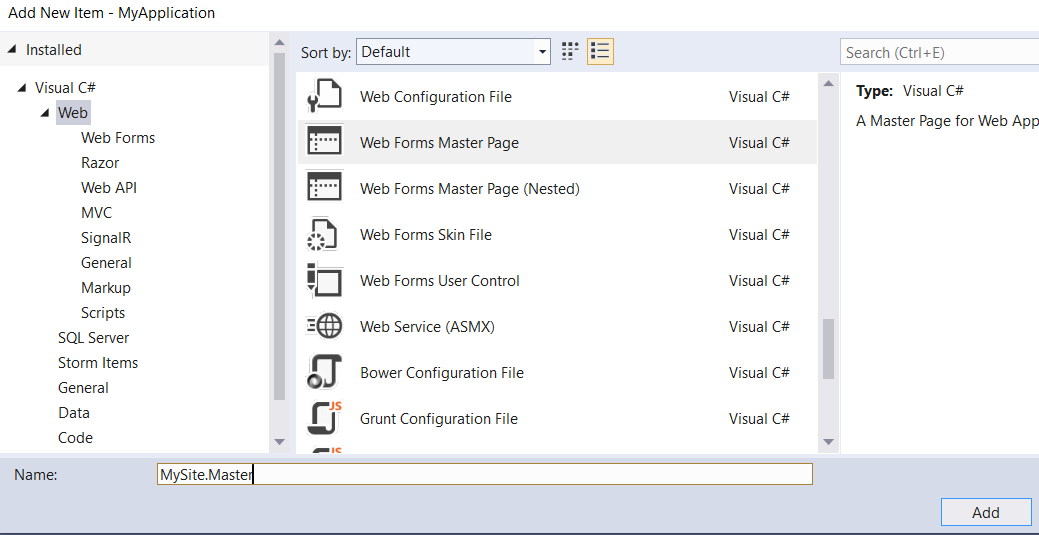 Add New Item - MyApplication
Installed
Visual C#
Web
Web Forms
Razor
Web API
MVC
SignalR
General
Markup
Scripts
SQL Server
Storm Items
General
Data
Code
Sort by: Default
Web Configuration File Visual C#
Web Forms Master Page Visual C#
Web Forms Master Page (Nested) Visual C#
Web Forms Skin File Visual C#
Web Forms User Control Visual C#
Web Service (ASMX) Visual C#
Bower Configuration File Visual C#
JS
Grunt Configuration File Visual C#
Search (Ctrl+E)
Type: Visual C#
A Master Page for Web App
Name: MySite.Master
Add